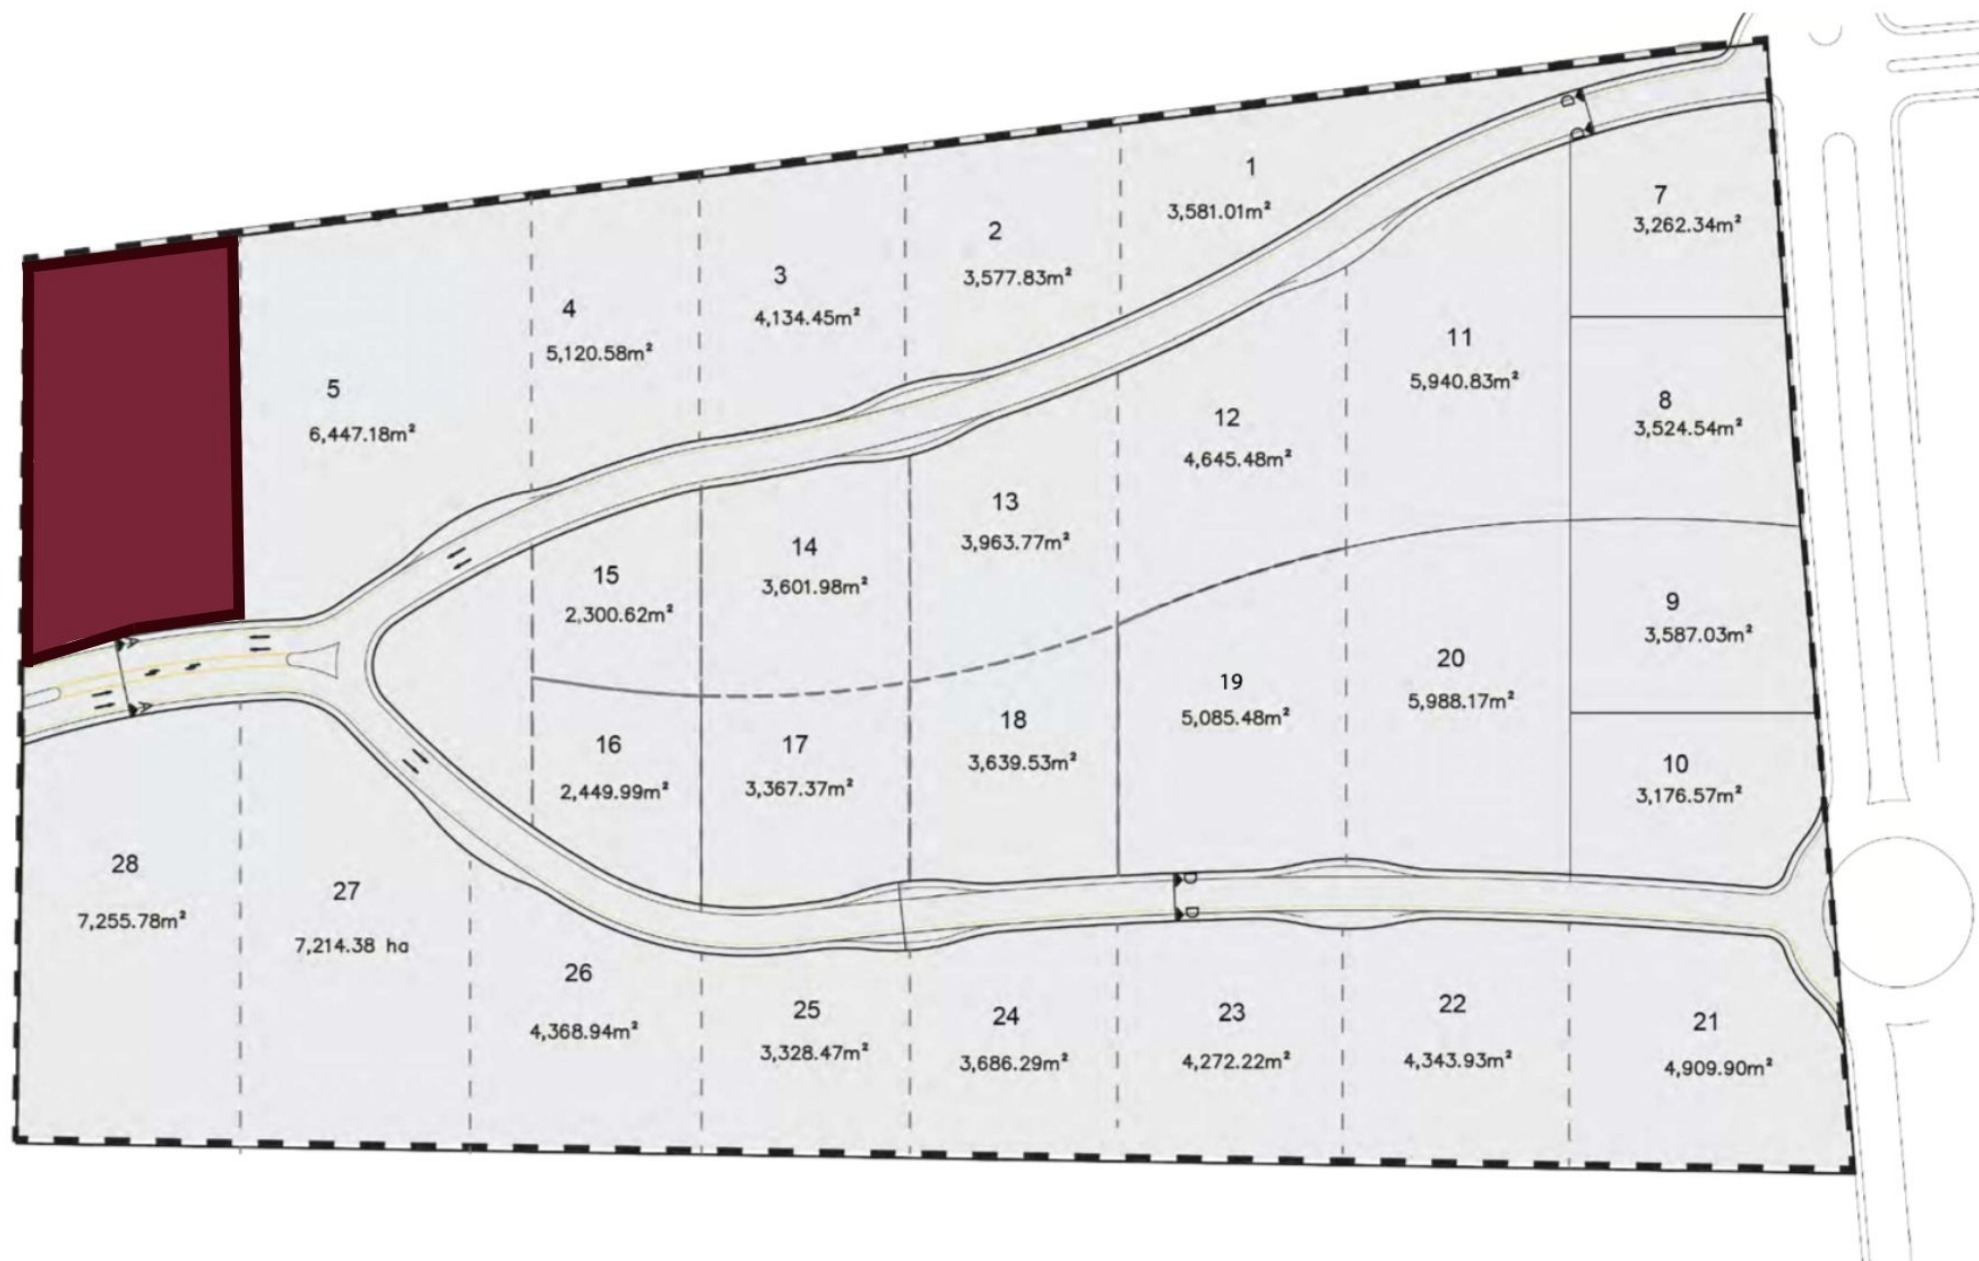 1
3,581.01m²
2
3,577.83m²
3
4,134.45m²
4
5,120.58m²
5
6,447.18m²
7
3,262.34m²
8
3,524.54m²
9
3,587.03m²
10
3,176.57m²
11
5,940.83m²
12
4,645.48m²
13
3,963.77m²
14
3,601.98m²
15
2,300.62m²
16
2,449.99m²
17
3,367.37m²
18
3,639.53m²
19
5,085.48m²
20
5,988.17m²
21
4,909.90m²
22
4,343.93m²
23
4,272.22m²
24
3,686.29m²
25
3,328.47m²
26
4,368.94m²
27
7,214.38 ha
28
7,255.78m²
A
A
D
D
C
C